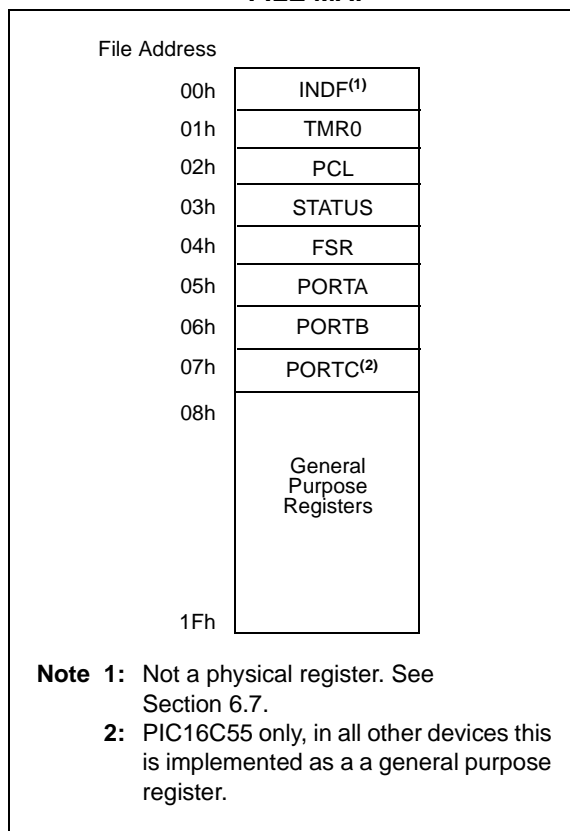 File Address
00h INDF(1)
01h TMR0
02h PCL
03h STATUS
04h FSR
05h PORTA
06h PORTB
07h PORTC(2)
08h
General
Purpose
Registers
1Fh
Note 1: Not a physical register. See
Section 6.7.
2: PIC16C55 only, in all other devices this
is implemented as a a general purpose
register.